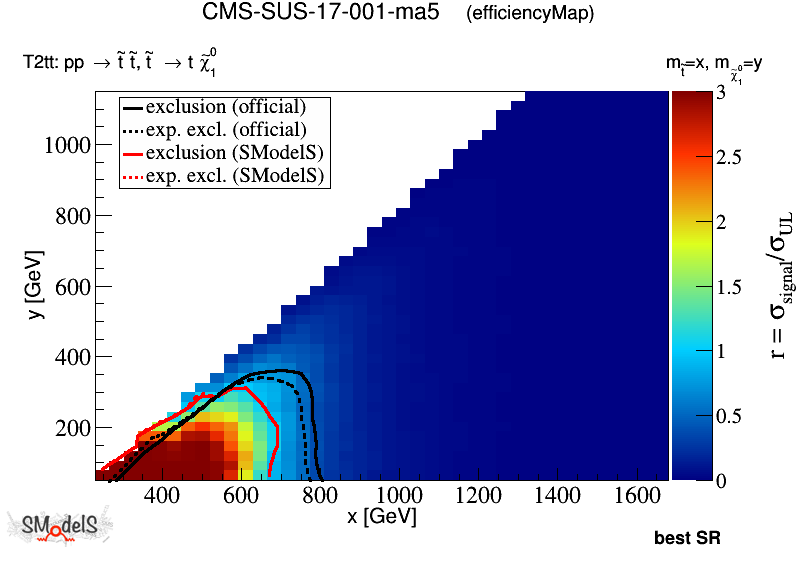 CMS-SUS-17-001-ma5 (efficiencyMap)
T2tt: pp → t̃ t̃, t̃ → t χ̃₁⁰
m_t̃=x, m_χ̃₁⁰=y
exclusion (official)
exp. excl. (official)
exclusion (SModelS)
exp. excl. (SModelS)
y [GeV]
1000
800
600
400
200
400 600 800 1000 1200 1400 1600
x [GeV]
3
2.5
2
1.5
1
0.5
0
r = σ_signal/σ_UL
SModelS
best SR